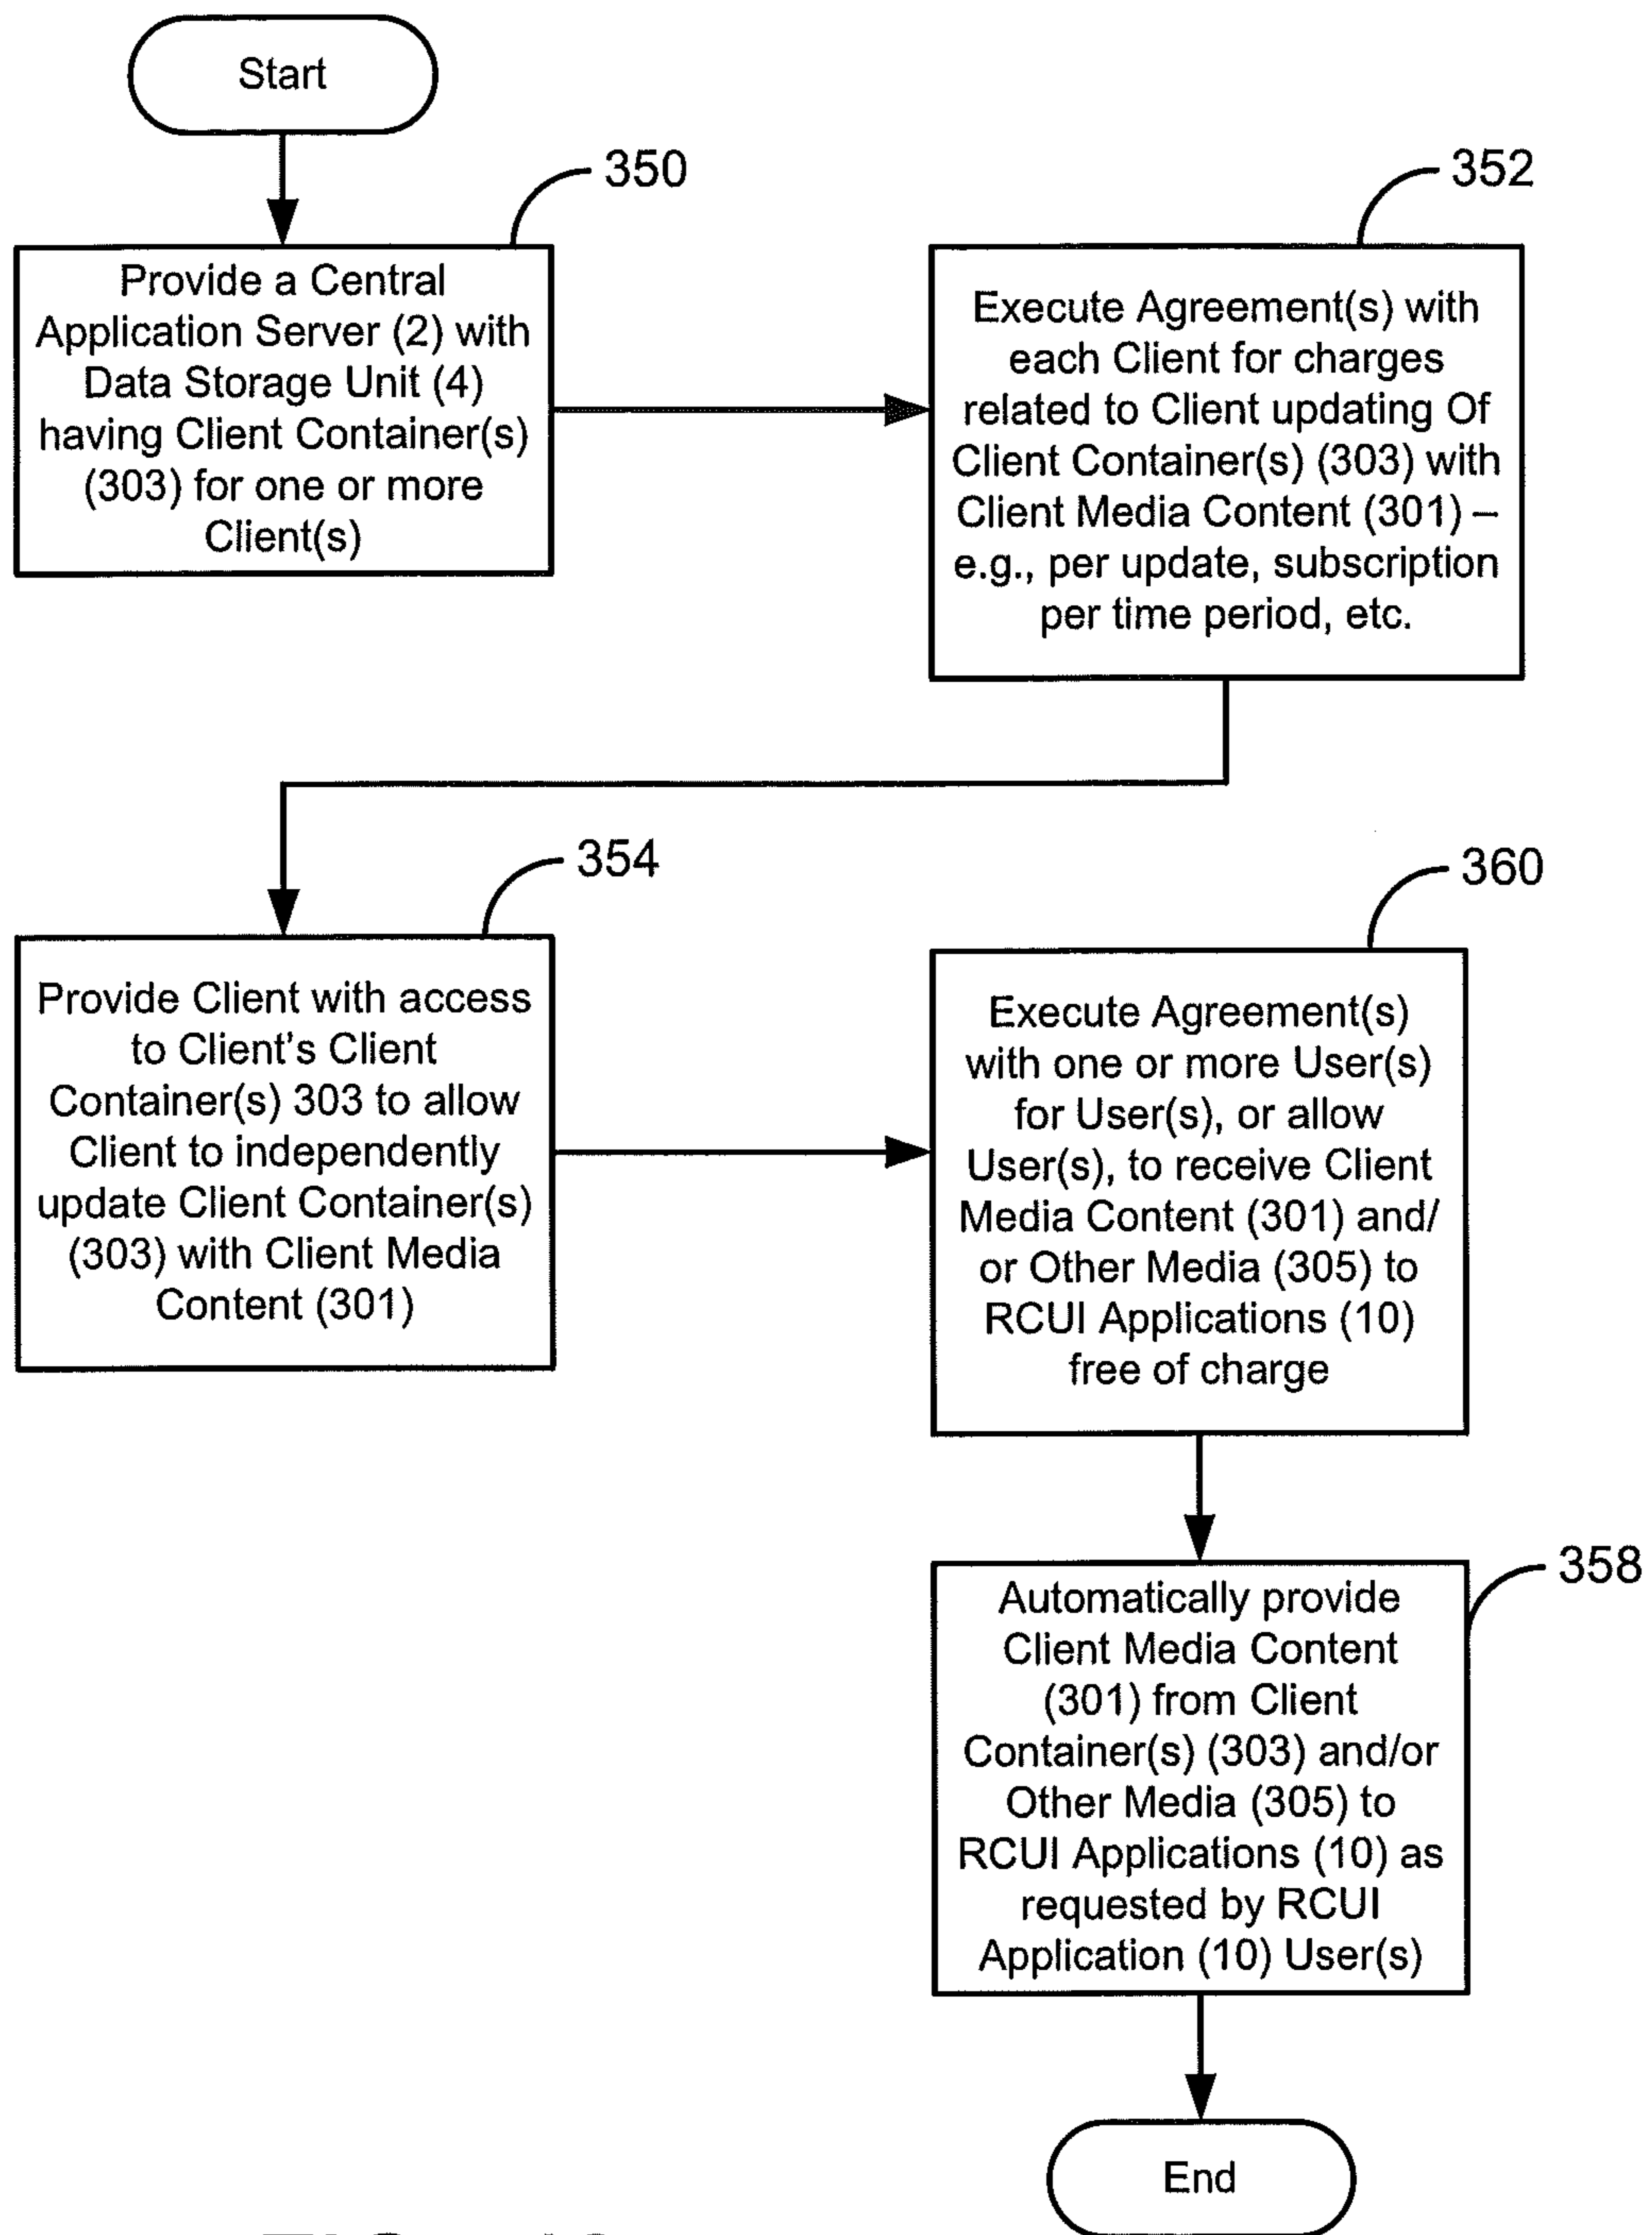 Start
350
Provide a Central
Application Server (2) with
Data Storage Unit (4)
having Client Container(s)
(303) for one or more
Client(s)
352
Execute Agreement(s) with
each Client for charges
related to Client updating Of
Client Container(s) (303) with
Client Media Content (301) –
e.g., per update, subscription
per time period, etc.
354
Provide Client with access
to Client's Client
Container(s) 303 to allow
Client to independently
update Client Container(s)
(303) with Client Media
Content (301)
360
Execute Agreement(s)
with one or more User(s)
for User(s), or allow
User(s), to receive Client
Media Content (301) and/
or Other Media (305) to
RCUI Applications (10)
free of charge
358
Automatically provide
Client Media Content
(301) from Client
Container(s) (303) and/or
Other Media (305) to
RCUI Applications (10) as
requested by RCUI
Application (10) User(s)
End